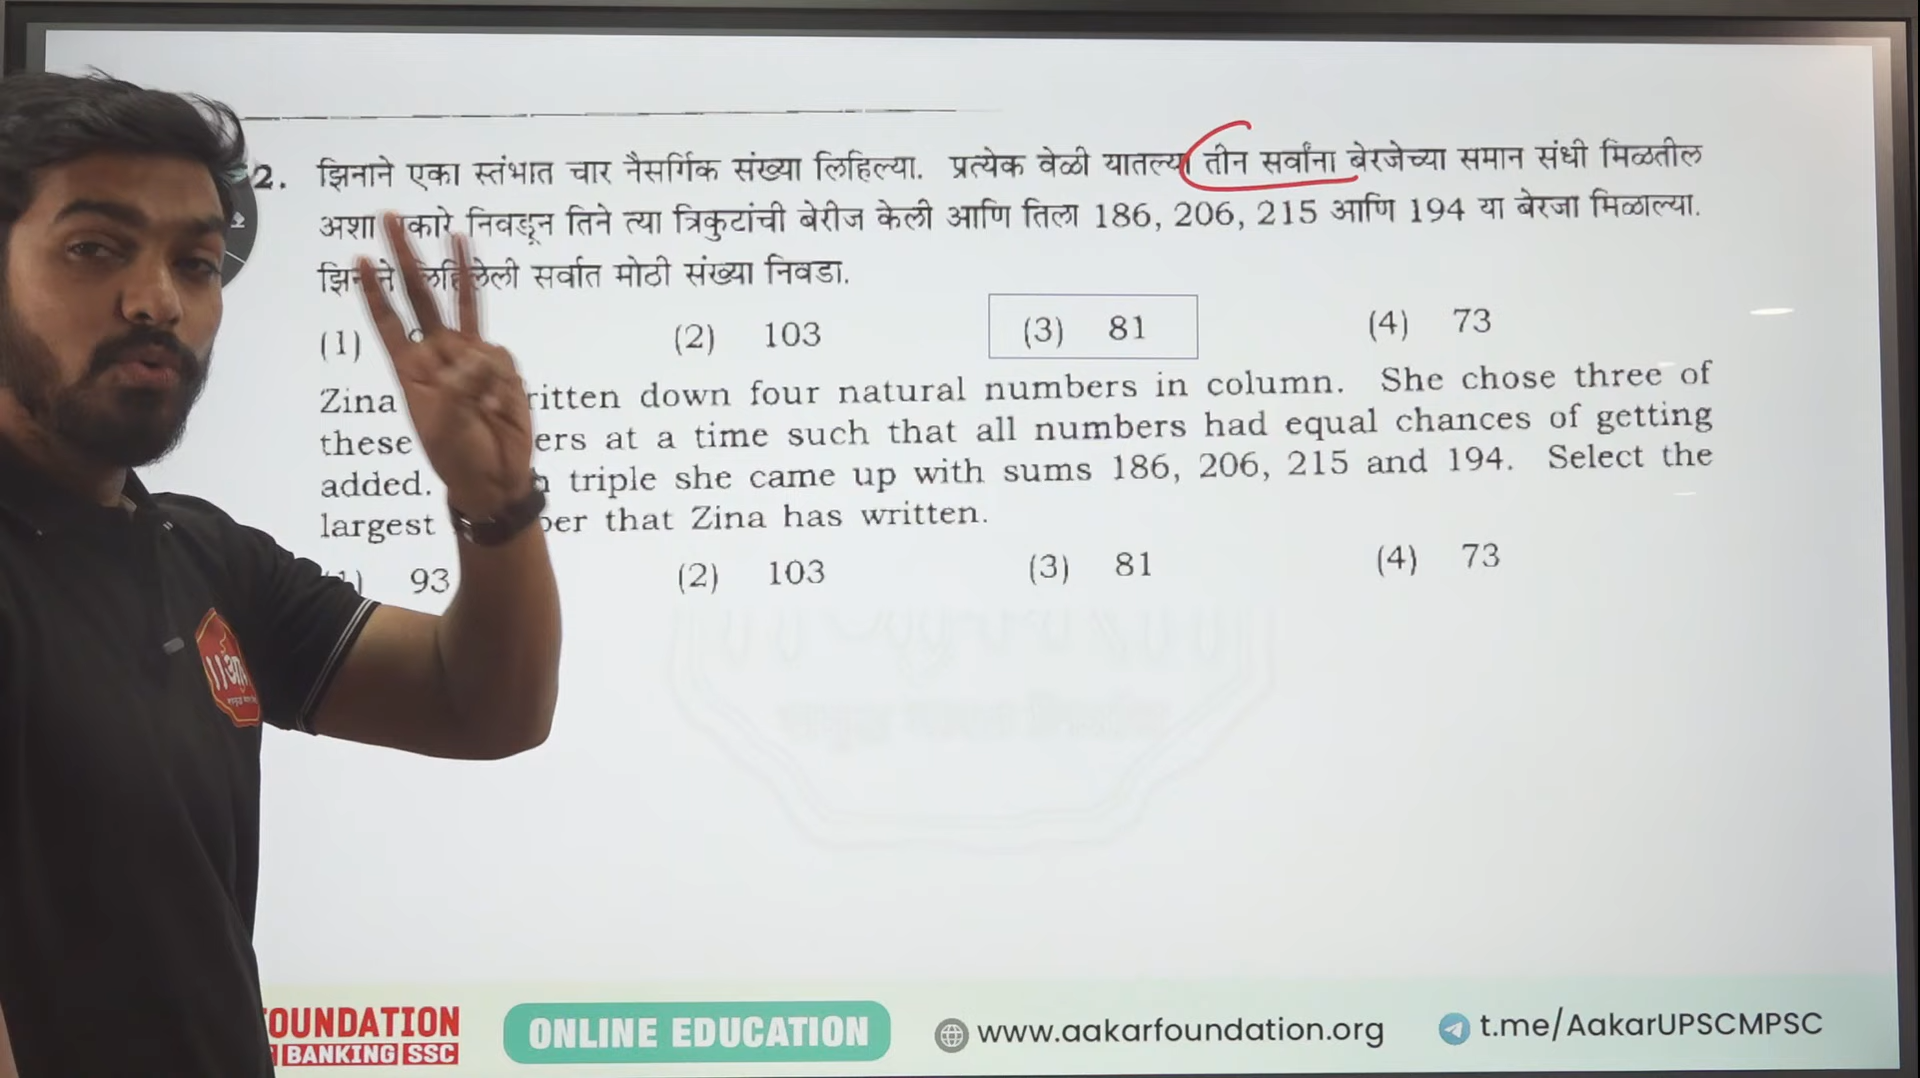 2. झिनाने एका स्तंभात चार नैसर्गिक संख्या लिहिल्या. प्रत्येक वेळी यातल्या तीन सर्वांना बेरजेच्या समान संधी मिळतील
अशा निवडून तिने त्या त्रिकुटांची बेरीज केली आणि तिला 186, 206, 215 आणि 194 या बेरजा मिळाल्या.
सर्वात मोठी संख्या निवडा.
(1) (2) 103 (3) 81 (4) 73
Zina down four natural numbers in column. She chose three of
these at a time such that all numbers had equal chances of getting
added. triple she came up with sums 186, 206, 215 and 194. Select the
largest that Zina has written.
93 (2) 103 (3) 81 (4) 73
OUNDATION
BANKING SSC
ONLINE EDUCATION
www.aakarfoundation.org
t.me/AakarUPSCMPSC